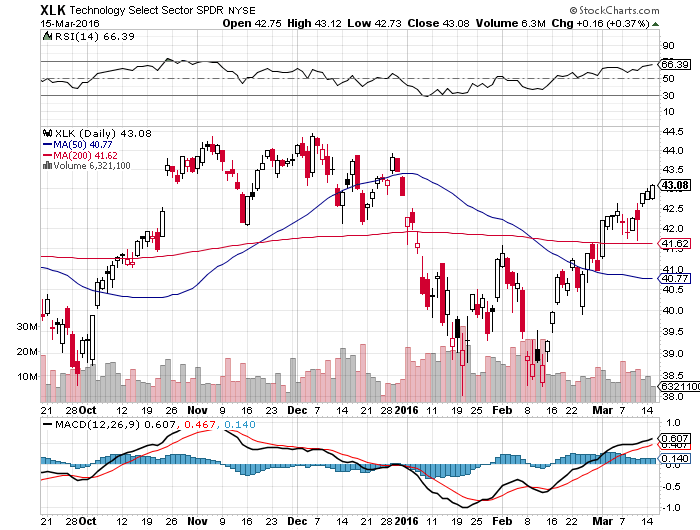 XLK Technology Select Sector SPDR NYSE © StockCharts.com
15-Mar-2016 Open 42.75 High 43.12 Low 42.73 Close 43.08 Volume 6.3M Chg +0.16 (+0.37%)
RSI(14) 66.39
90
70
66.39
50
30
10
XLK (Daily) 43.08
MA(50) 40.77
MA(200) 41.62
Volume 6,321,100
44.5
44.0
43.5
43.08
42.5
42.0
41.62
41.0
40.77
40.5
40.0
39.5
39.0
38.5
38.0
30M
20M
10M
6321100
21 28 Oct 12 19 26 Nov 9 16 23 Dec 7 14 21 28 2016 11 19 25 Feb 8 16 22 Mar 7 14
MACD(12,26,9) 0.607, 0.467, 0.140
1.0
0.607
0.467
0.140
0.0
-0.5
-1.0
21 28 Oct 12 19 26 Nov 9 16 23 Dec 7 14 21 28 2016 11 19 25 Feb 8 16 22 Mar 7 14